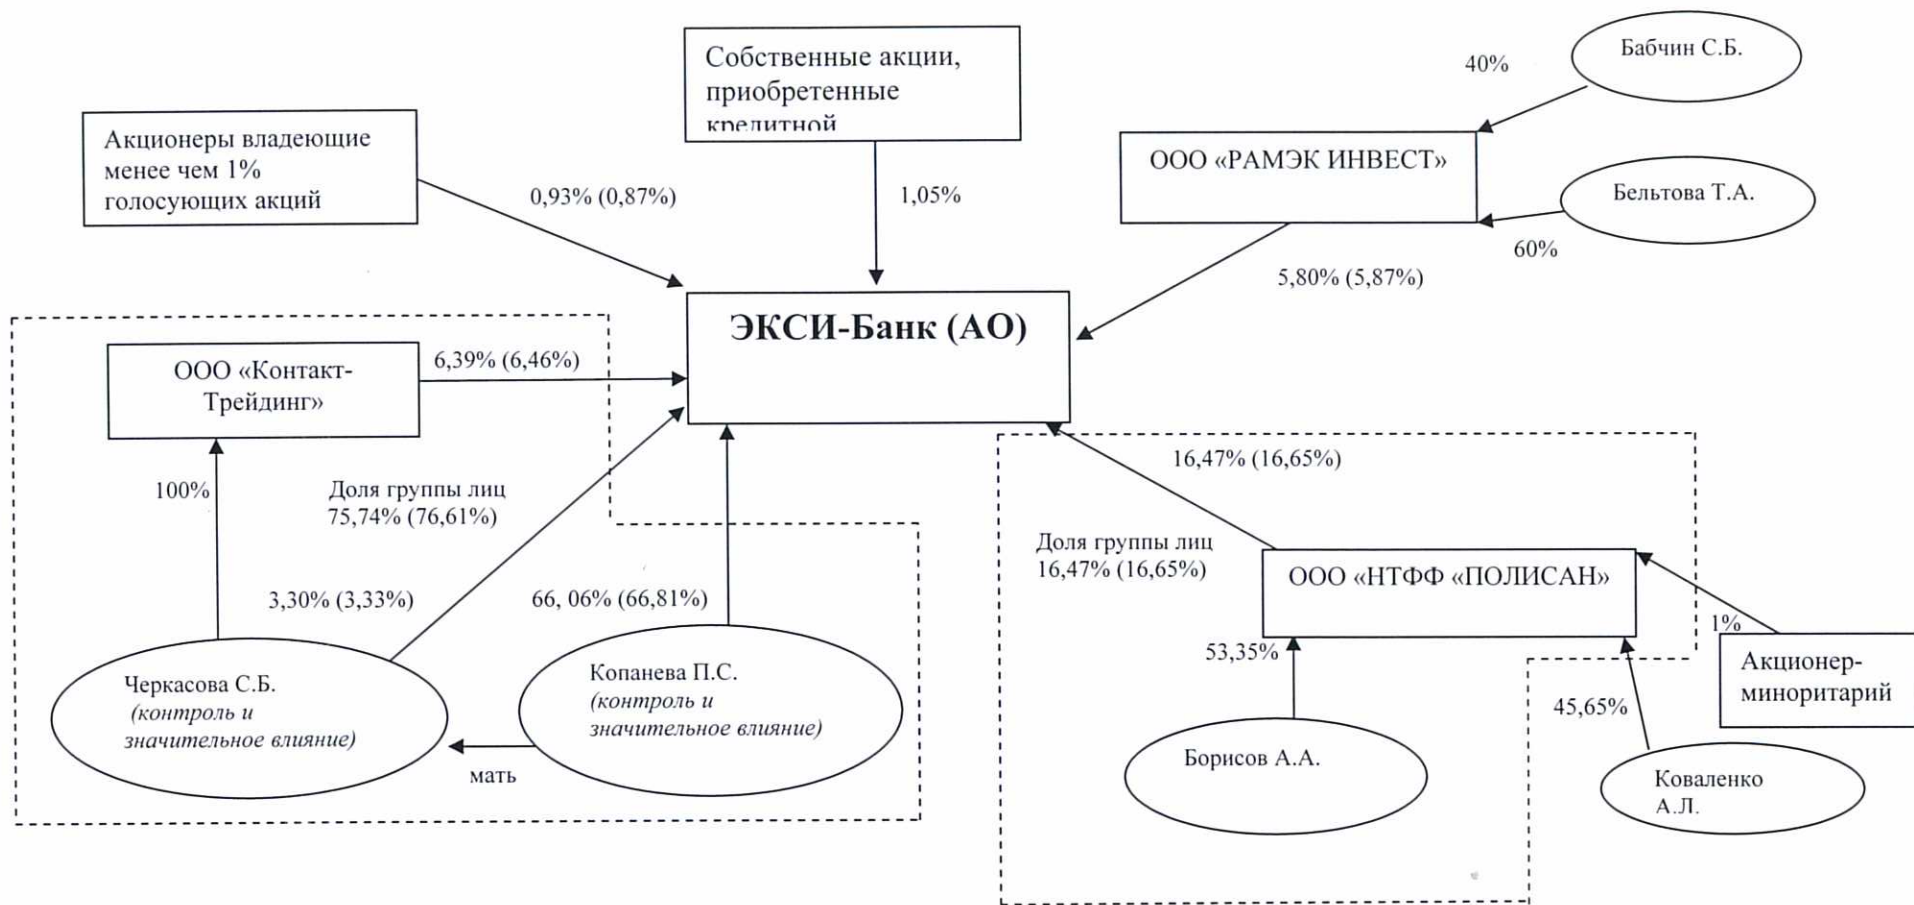 Собственные акции,
приобретенные
кредитной
Бабчин С.Б.
40%
Акционеры владеющие
менее чем 1%
голосующих акций
ООО «РАМЭК ИНВЕСТ»
0,93% (0,87%)
1,05%
Бельтова Т.А.
60%
5,80% (5,87%)
ЭКСИ-Банк (АО)
ООО «Контакт-
Трейдинг»
6,39% (6,46%)
100%
Доля группы лиц
75,74% (76,61%)
16,47% (16,65%)
Доля группы лиц
16,47% (16,65%)
ООО «НТФФ «ПОЛИСАН»
3,30% (3,33%)
66, 06% (66,81%)
1%
53,35%
Акционер-
миноритарий
45,65%
Черкасова С.Б.
(контроль и
значительное влияние)
Копанева П.С.
(контроль и
значительное влияние)
мать
Борисов А.А.
Коваленко
А.Л.